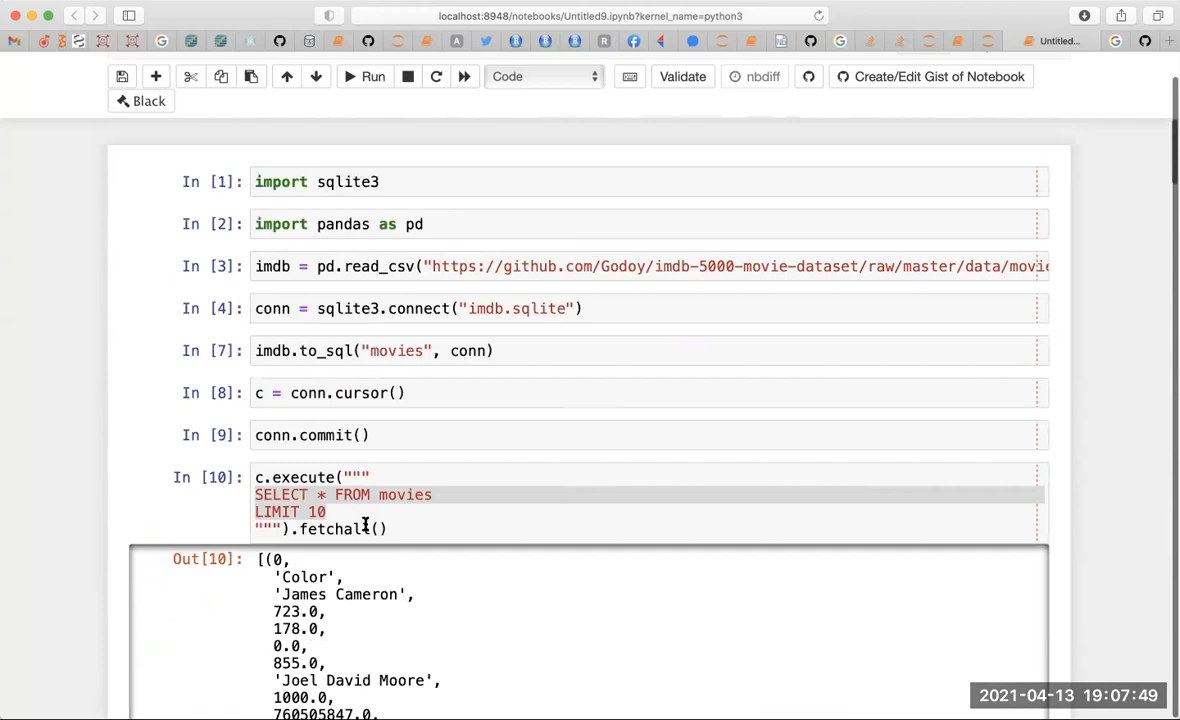 localhost:8948/notebooks/Untitled9.ipynb?kernel_name=python3
Untitled...
Run
Code
Validate
nbdiff
Create/Edit Gist of Notebook
Black
In [1]: import sqlite3
In [2]: import pandas as pd
In [3]: imdb = pd.read_csv("https://github.com/Godoy/imdb-5000-movie-dataset/raw/master/data/movie
In [4]: conn = sqlite3.connect("imdb.sqlite")
In [7]: imdb.to_sql("movies", conn)
In [8]: c = conn.cursor()
In [9]: conn.commit()
In [10]: c.execute("""
SELECT * FROM movies
LIMIT 10
""").fetchall()
Out[10]: [(0,
'Color',
'James Cameron',
723.0,
178.0,
0.0,
855.0,
'Joel David Moore',
1000.0,
760505847.0,
2021-04-13 19:07:49